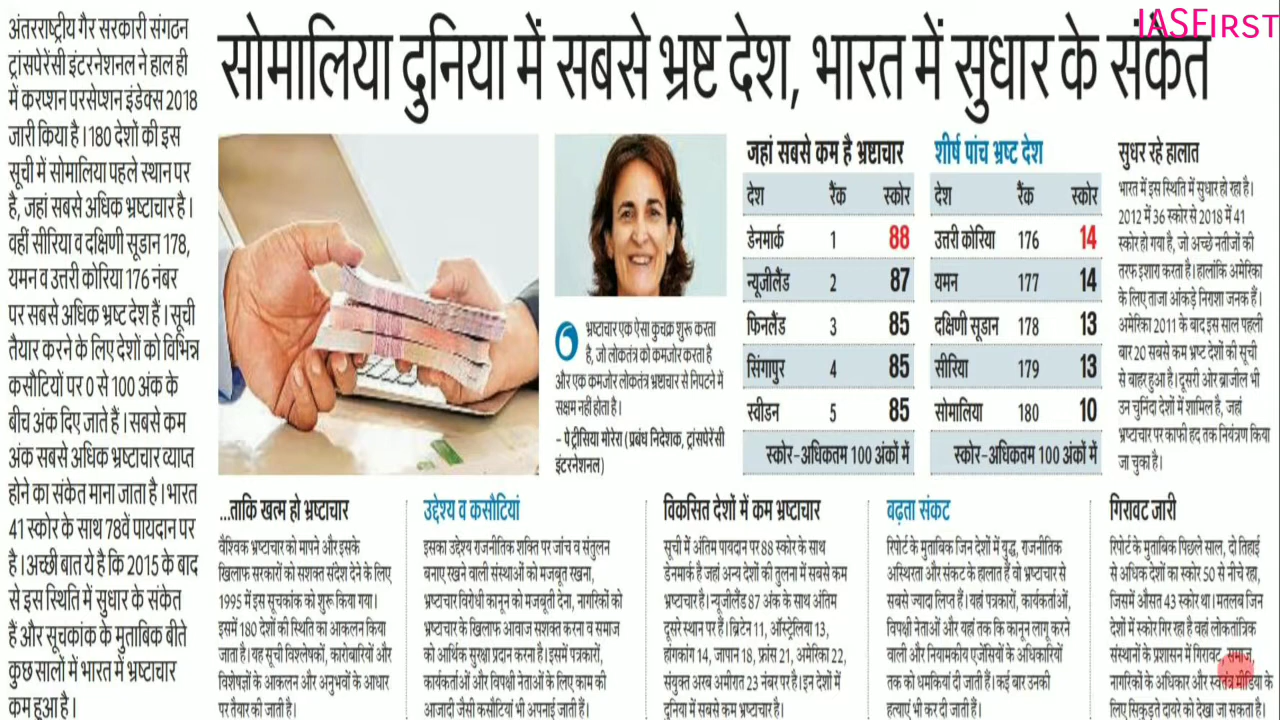 IASFIRST
सोमालिया दुनिया में सबसे भ्रष्ट देश, भारत में सुधार के संकेत
अंतरराष्ट्रीय गैर सरकारी संगठन
ट्रांसपेरेंसी इंटरनेशनल ने हाल ही
में करप्शन परसेप्शन इंडेक्स 2018
जारी किया है। 180 देशों की इस
सूची में सोमालिया पहले स्थान पर
है, जहां सबसे अधिक भ्रष्टाचार है।
वहीं सीरिया व दक्षिणी सूडान 178,
यमन व उत्तरी कोरिया 176 नंबर
पर सबसे अधिक भ्रष्ट देश हैं। सूची
तैयार करने के लिए देशों को विभिन्न
कसौटियों पर 0 से 100 अंक के
बीच अंक दिए जाते हैं। सबसे कम
अंक सबसे अधिक भ्रष्टाचार व्याप्त
होने का संकेत माना जाता है। भारत
41 स्कोर के साथ 78वें पायदान पर
है। अच्छी बात ये है कि 2015 के बाद
से इस स्थिति में सुधार के संकेत
हैं और सूचकांक के मुताबिक बीते
कुछ सालों में भारत में भ्रष्टाचार
कम हुआ है।
भ्रष्टाचार एक ऐसा कुचक्र शुरू करता
है, जो लोकतंत्र को कमजोर करता है
और एक कमजोर लोकतंत्र भ्रष्टाचार से निपटने में
सक्षम नहीं होता है।
- पेट्रीसिया मोरेरा (प्रबंध निदेशक, ट्रांसपेरेंसी
इंटरनेशनल)
जहां सबसे कम है भ्रष्टाचार
देश रैंक स्कोर
डेनमार्क 1 88
न्यूजीलैंड 2 87
फिनलैंड 3 85
सिंगापुर 4 85
स्वीडन 5 85
स्कोर-अधिकतम 100 अंकों में
शीर्ष पांच भ्रष्ट देश
देश रैंक स्कोर
उत्तरी कोरिया 176 14
यमन 177 14
दक्षिणी सूडान 178 13
सीरिया 179 13
सोमालिया 180 10
स्कोर-अधिकतम 100 अंकों में
सुधर रहे हालात
भारत में इस स्थिति में सुधार हो रहा है।
2012 में 36 स्कोर से 2018 में 41
स्कोर हो गया है, जो अच्छे नतीजों की
तरफ इशारा करता है। हालांकि अमेरिका
के लिए ताजा आंकड़े निराशा जनक हैं।
अमेरिका 2011 के बाद इस साल पहली
बार 20 सबसे कम भ्रष्ट देशों की सूची
से बाहर हुआ है। दूसरी ओर ब्राजील भी
उन चुनिंदा देशों में शामिल है, जहां
भ्रष्टाचार पर काफी हद तक नियंत्रण किया
जा चुका है।
...ताकि खत्म हो भ्रष्टाचार
वैश्विक भ्रष्टाचार को मापने और इसके
खिलाफ सरकारों को सशक्त संदेश देने के लिए
1995 में इस सूचकांक को शुरू किया गया।
इसमें 180 देशों की स्थिति का आकलन किया
जाता है। यह सूची विश्लेषकों, कारोबारियों और
विशेषज्ञों के आकलन और अनुभवों के आधार
पर तैयार की जाती है।
उद्देश्य व कसौटियां
इसका उद्देश्य राजनीतिक शक्ति पर जांच व संतुलन
बनाए रखने वाली संस्थाओं को मजबूत रखना,
भ्रष्टाचार विरोधी कानून को मजबूती देना, नागरिकों को
भ्रष्टाचार के खिलाफ आवाज सशक्त करना व समाज
को आर्थिक सुरक्षा प्रदान करना है। इसमें पत्रकारों,
कार्यकर्ताओं और विपक्षी नेताओं के लिए काम की
आजादी जैसी कसौटियां भी अपनाई जाती हैं।
विकसित देशों में कम भ्रष्टाचार
सूची में अंतिम पायदान पर 88 स्कोर के साथ
डेनमार्क है जहां अन्य देशों की तुलना में सबसे कम
भ्रष्टाचार है। न्यूजीलैंड 87 अंक के साथ अंतिम
दूसरे स्थान पर हैं। ब्रिटेन 11, ऑस्ट्रेलिया 13,
हांगकांग 14, जापान 18, फ्रांस 21, अमेरिका 22,
संयुक्त अरब अमीरात 23 नंबर पर है। इन देशों में
दुनिया में सबसे कम भ्रष्टाचार है।
बढ़ता संकट
रिपोर्ट के मुताबिक जिन देशों में युद्ध, राजनीतिक
अस्थिरता और संकट के हालात हैं वो भ्रष्टाचार से
सबसे ज्यादा लिप्त हैं। यहां पत्रकारों, कार्यकर्ताओं,
विपक्षी नेताओं और यहां तक कि कानून लागू करने
वाली और नियामकीय एजेंसियों के अधिकारियों
तक को धमकियां दी जाती हैं। कई बार उनकी
हत्याएं भी कर दी जाती हैं।
गिरावट जारी
रिपोर्ट के मुताबिक पिछले साल, दो तिहाई
से अधिक देशों का स्कोर 50 से नीचे रहा,
जिसमें औसत 43 स्कोर था। मतलब जिन
देशों में स्कोर गिर रहा है वहां लोकतांत्रिक
संस्थानों के प्रशासन में गिरावट, समाज,
नागरिकों के अधिकार और स्वतंत्र मीडिया के
लिए सिकुड़ते दायरे को देखा जा सकता है।